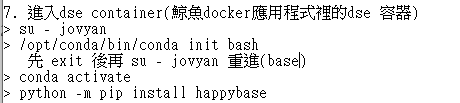 7. 進入dse container(鯨魚docker應用程式裡的dse 容器)
> su - jovyan
> /opt/conda/bin/conda init bash
先 exit 後再 su - jovyan 重進(base)
> conda activate
> python -m pip install happybase